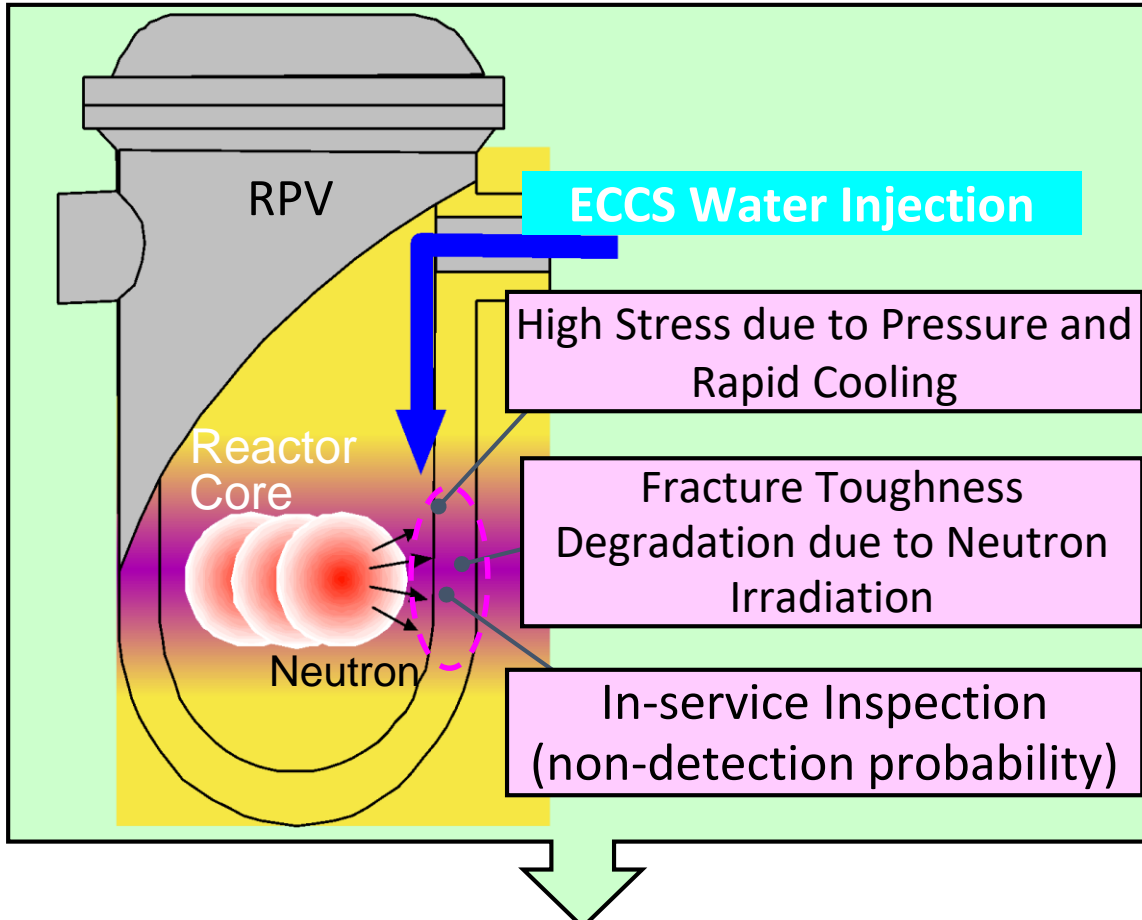 RPV
ECCS Water Injection
High Stress due to Pressure and
Rapid Cooling
Reactor
Core
Fracture Toughness
Degradation due to Neutron
Irradiation
Neutron
In-service Inspection
(non-detection probability)